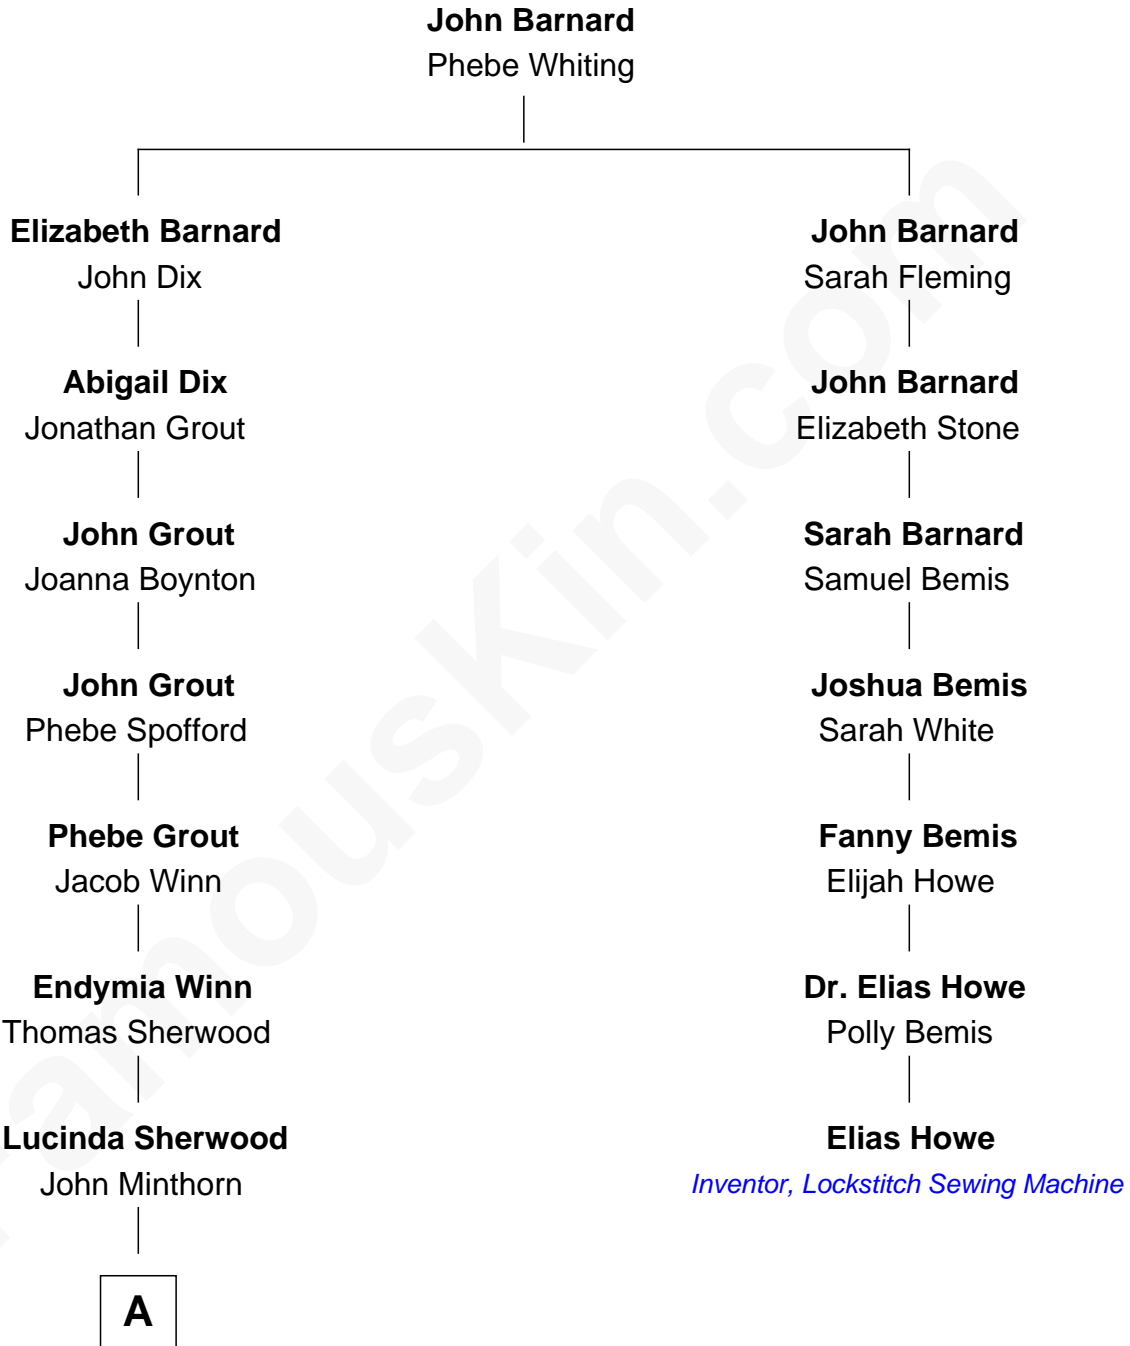 John Barnard
Phebe Whiting
Elizabeth Barnard
John Dix
John Barnard
Sarah Fleming
Abigail Dix
Jonathan Grout
John Barnard
Elizabeth Stone
John Grout
Joanna Boynton
Sarah Barnard
Samuel Bemis
John Grout
Phebe Spofford
Joshua Bemis
Sarah White
Phebe Grout
Jacob Winn
Fanny Bemis
Elijah Howe
Endymia Winn
Thomas Sherwood
Dr. Elias Howe
Polly Bemis
Lucinda Sherwood
John Minthorn
Elias Howe
Inventor, Lockstitch Sewing Machine
A
FamousKin.com